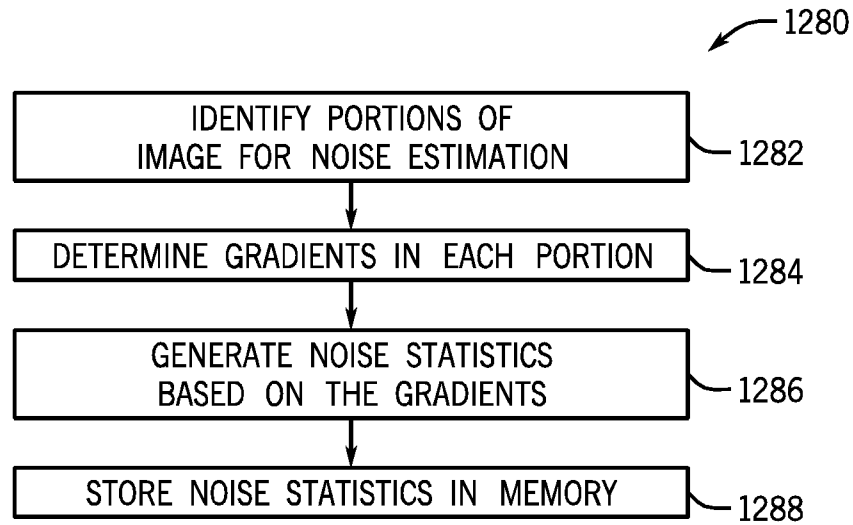 1280
IDENTIFY PORTIONS OF
IMAGE FOR NOISE ESTIMATION
1282
DETERMINE GRADIENTS IN EACH PORTION
1284
GENERATE NOISE STATISTICS
BASED ON THE GRADIENTS
1286
STORE NOISE STATISTICS IN MEMORY
1288